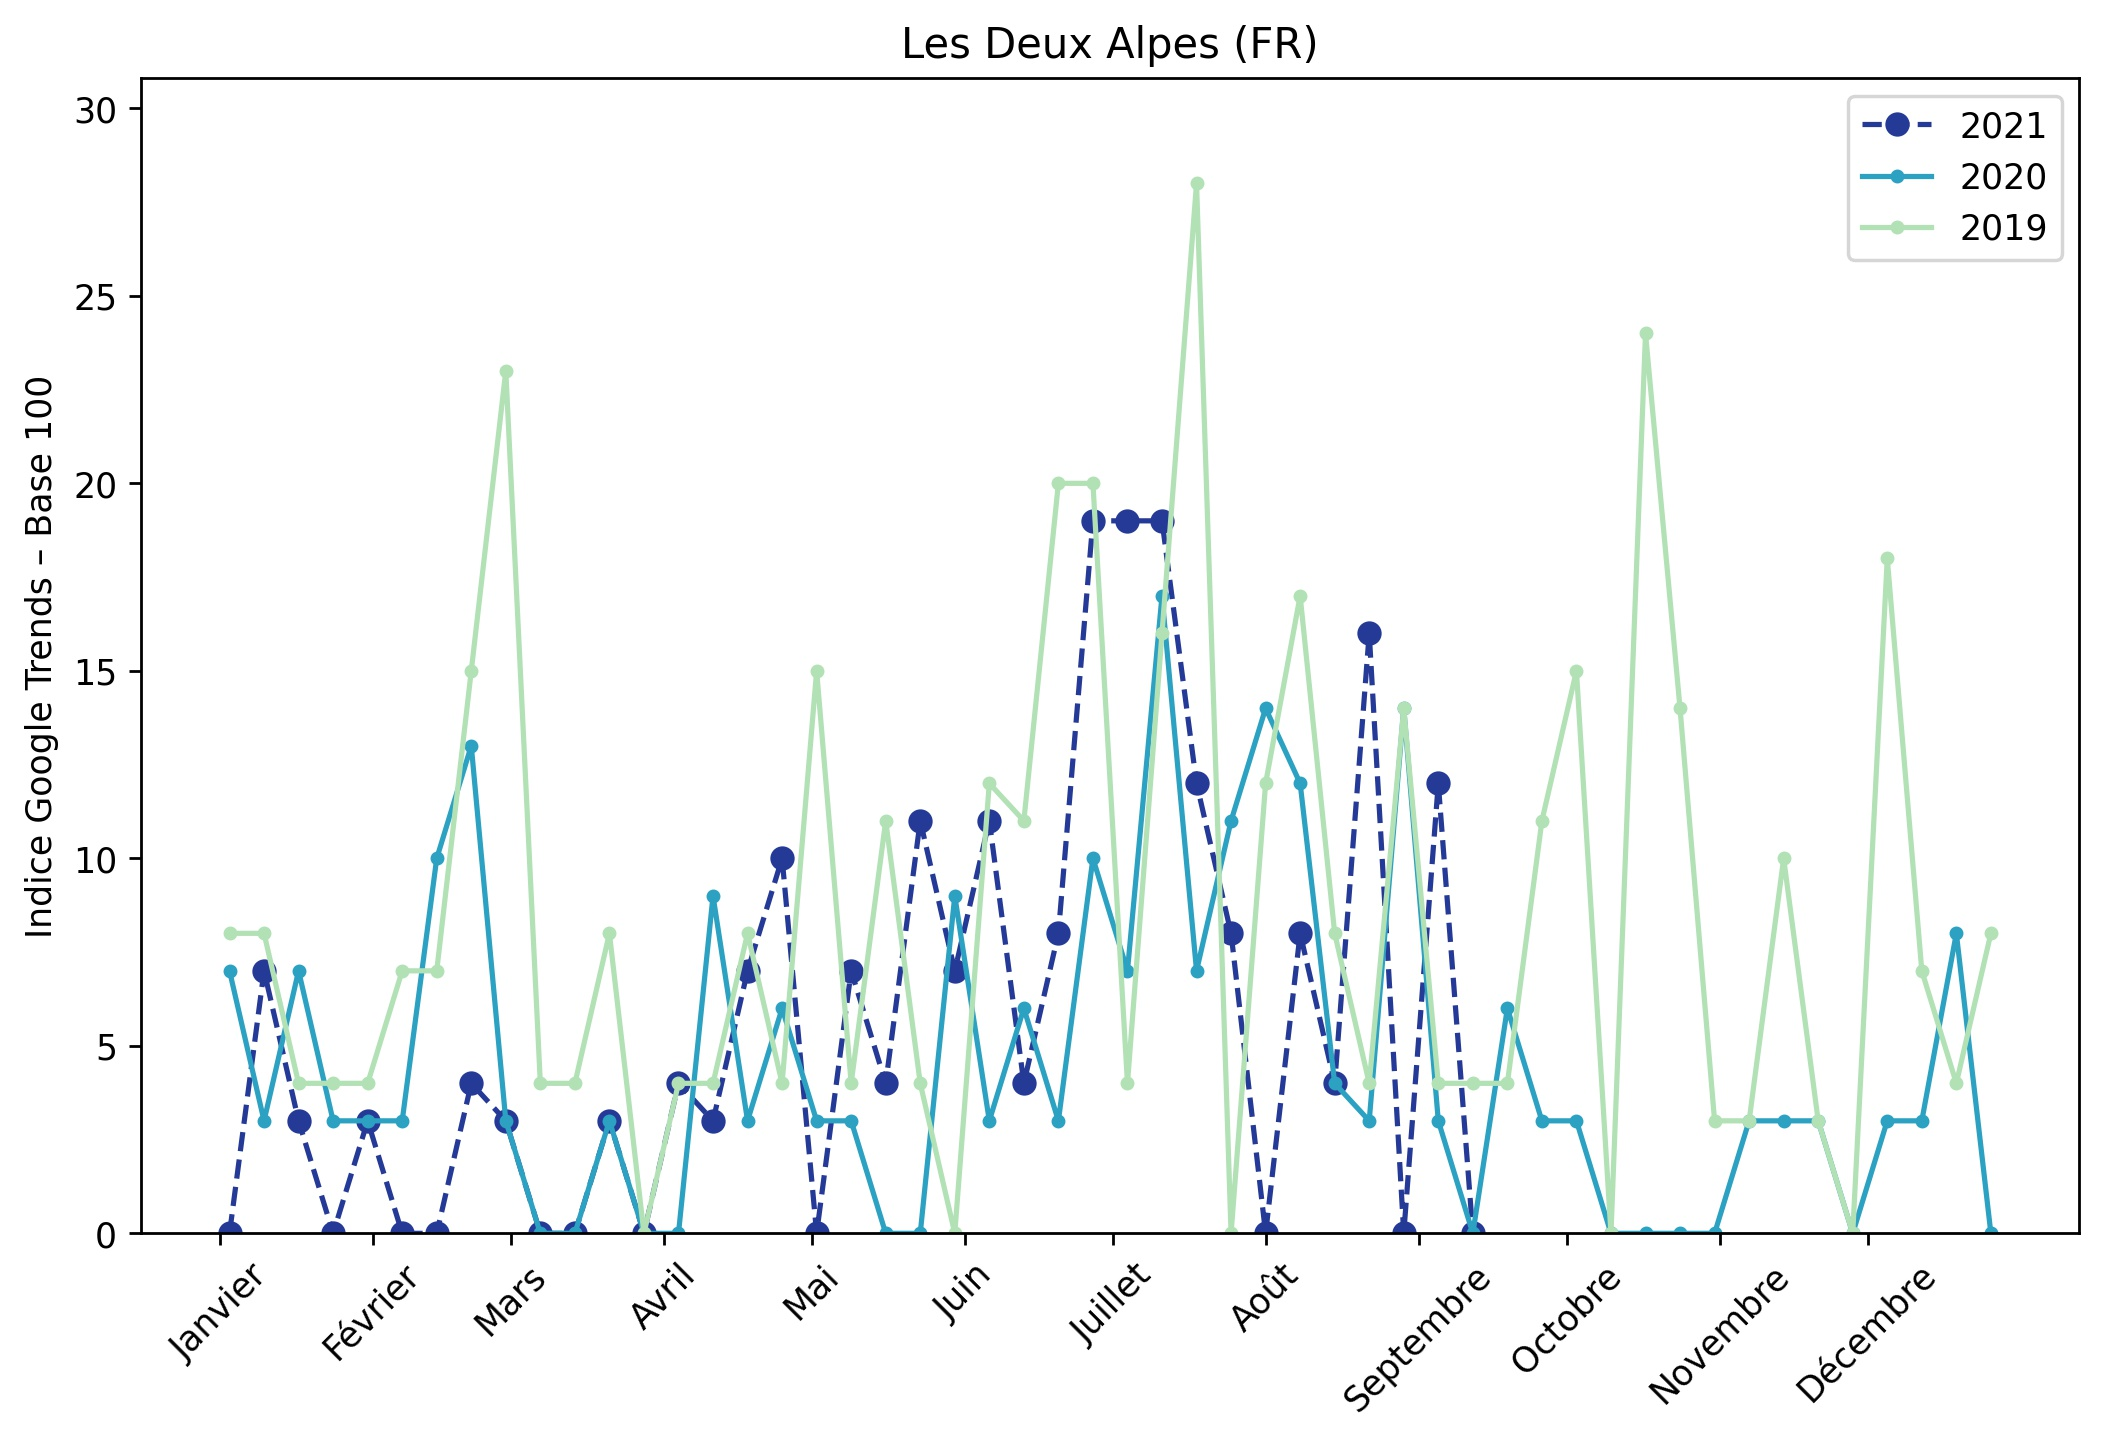 Les Deux Alpes (FR)
Indice Google Trends – Base 100
30
25
20
15
10
5
0
2021
2020
2019
Janvier
Février
Mars
Avril
Mai
Juin
Juillet
Août
Septembre
Octobre
Novembre
Décembre